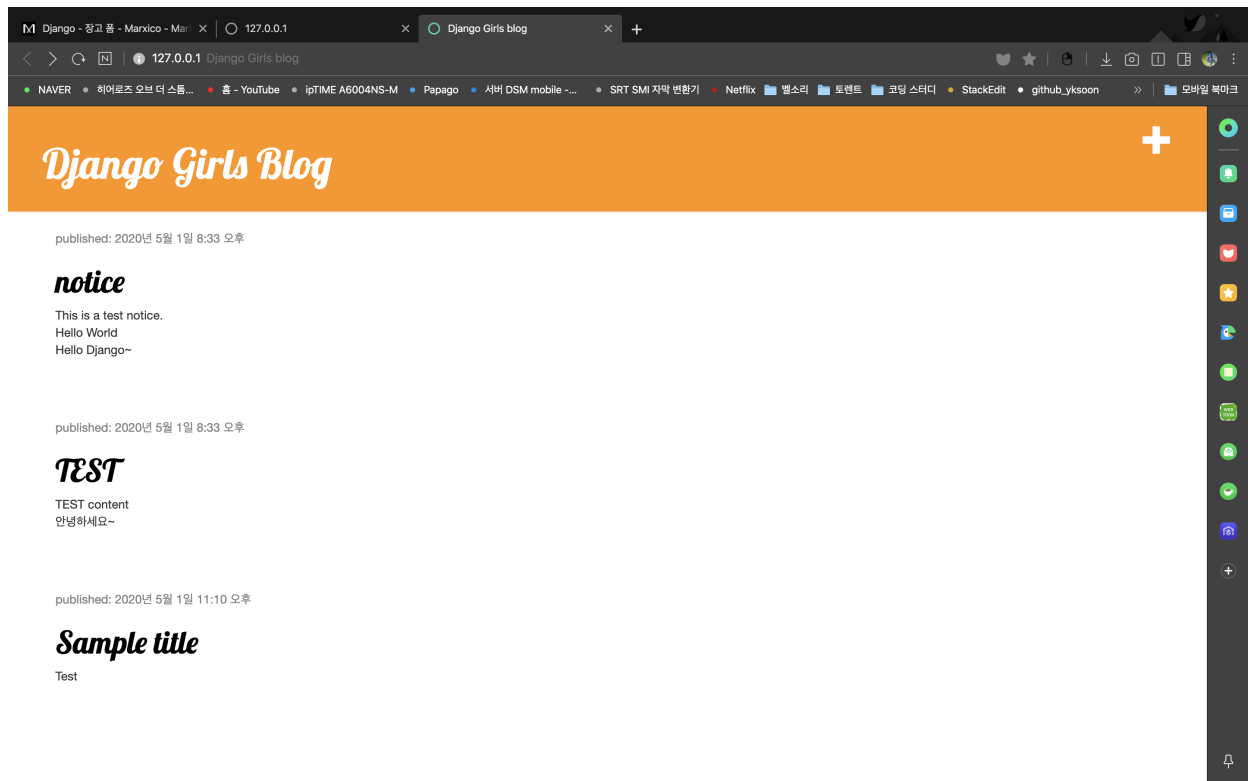 Django - 장고 폼 - Marxico - Mar
127.0.0.1
Django Girls blog
127.0.0.1 Django Girls blog
NAVER 히어로즈 오브 더 스톰... 홈 - YouTube ipTIME A6004NS-M Papago 서버 DSM mobile -... SRT SMI 자막 변환기 Netflix 벨소리 토렌트 코딩 스터디 StackEdit github_yksoon » 모바일 북마크
Django Girls Blog
published: 2020년 5월 1일 8:33 오후
notice
This is a test notice.
Hello World
Hello Django~
published: 2020년 5월 1일 8:33 오후
TEST
TEST content
안녕하세요~
published: 2020년 5월 1일 11:10 오후
Sample title
Test
WEB
TOON